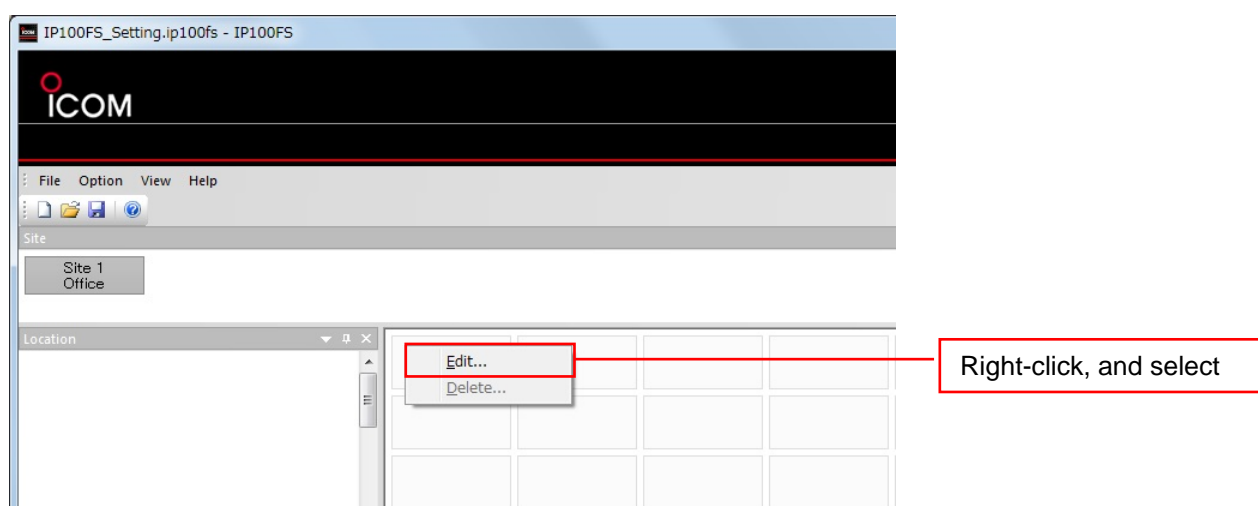 IP100FS_Setting.ip100fs - IP100FS
ICOM
File Option View Help
Site
Site 1
Office
Location
Edit...
Delete...
Right-click, and select